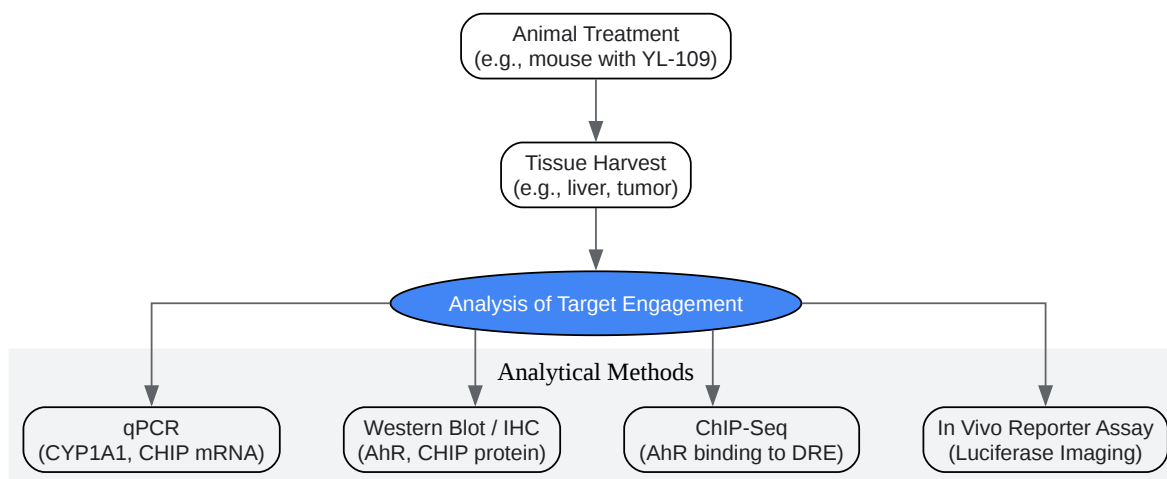 Animal Treatment
(e.g., mouse with YL-109)
Tissue Harvest
(e.g., liver, tumor)
Analysis of Target Engagement
Analytical Methods
qPCR
(CYP1A1, CHIP mRNA)
Western Blot / IHC
(AhR, CHIP protein)
ChIP-Seq
(AhR binding to DRE)
In Vivo Reporter Assay
(Luciferase Imaging)